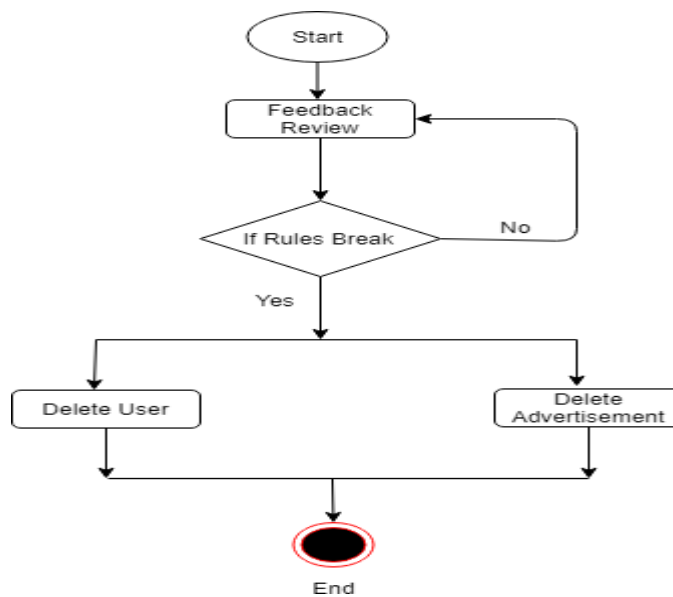 Start
Feedback
Review
If Rules Break
No
Yes
Delete User
Delete
Advertisement
End